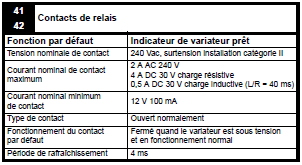 41
42
Contacts de relais
Fonction par défaut
Indicateur de variateur prêt
Tension nominale de contact
240 Vac, surtension installation catégorie II
Courant nominal de contact
maximum
2 A AC 240 V
4 A DC 30 V charge résistive
0,5 A DC 30 V charge inductive (L/R = 40 ms)
Courant nominal minimum
de contact
12 V 100 mA
Type de contact
Ouvert normalement
Fonctionnement du contact
par défaut
Fermé quand le variateur est sous tension
et en fonctionnement normal
Période de rafraîchissement
4 ms